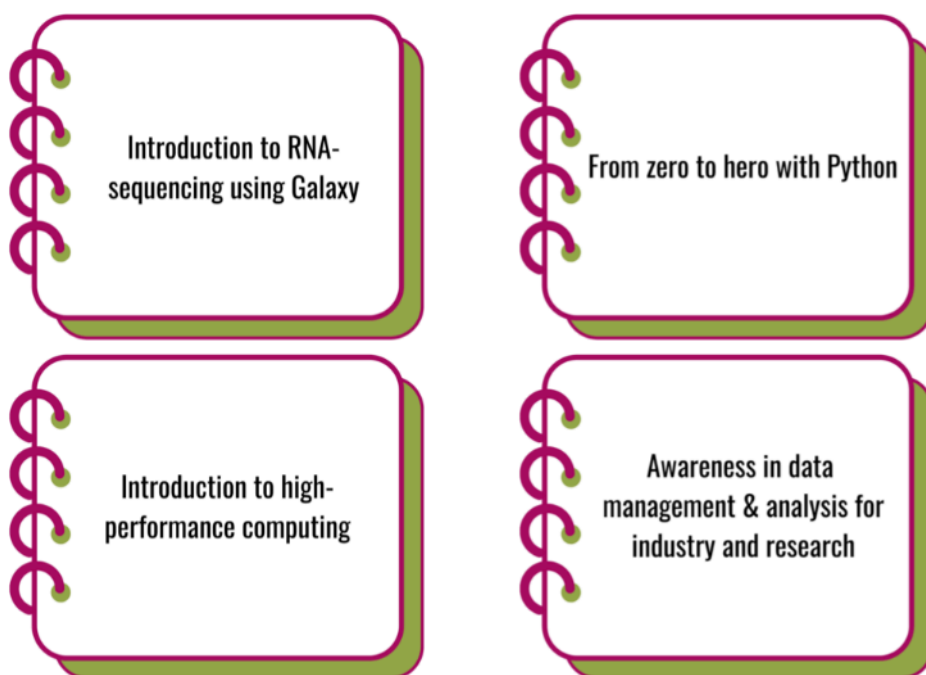 Introduction to RNA-
sequencing using Galaxy
From zero to hero with Python
Introduction to high-
performance computing
Awareness in data
management & analysis for
industry and research